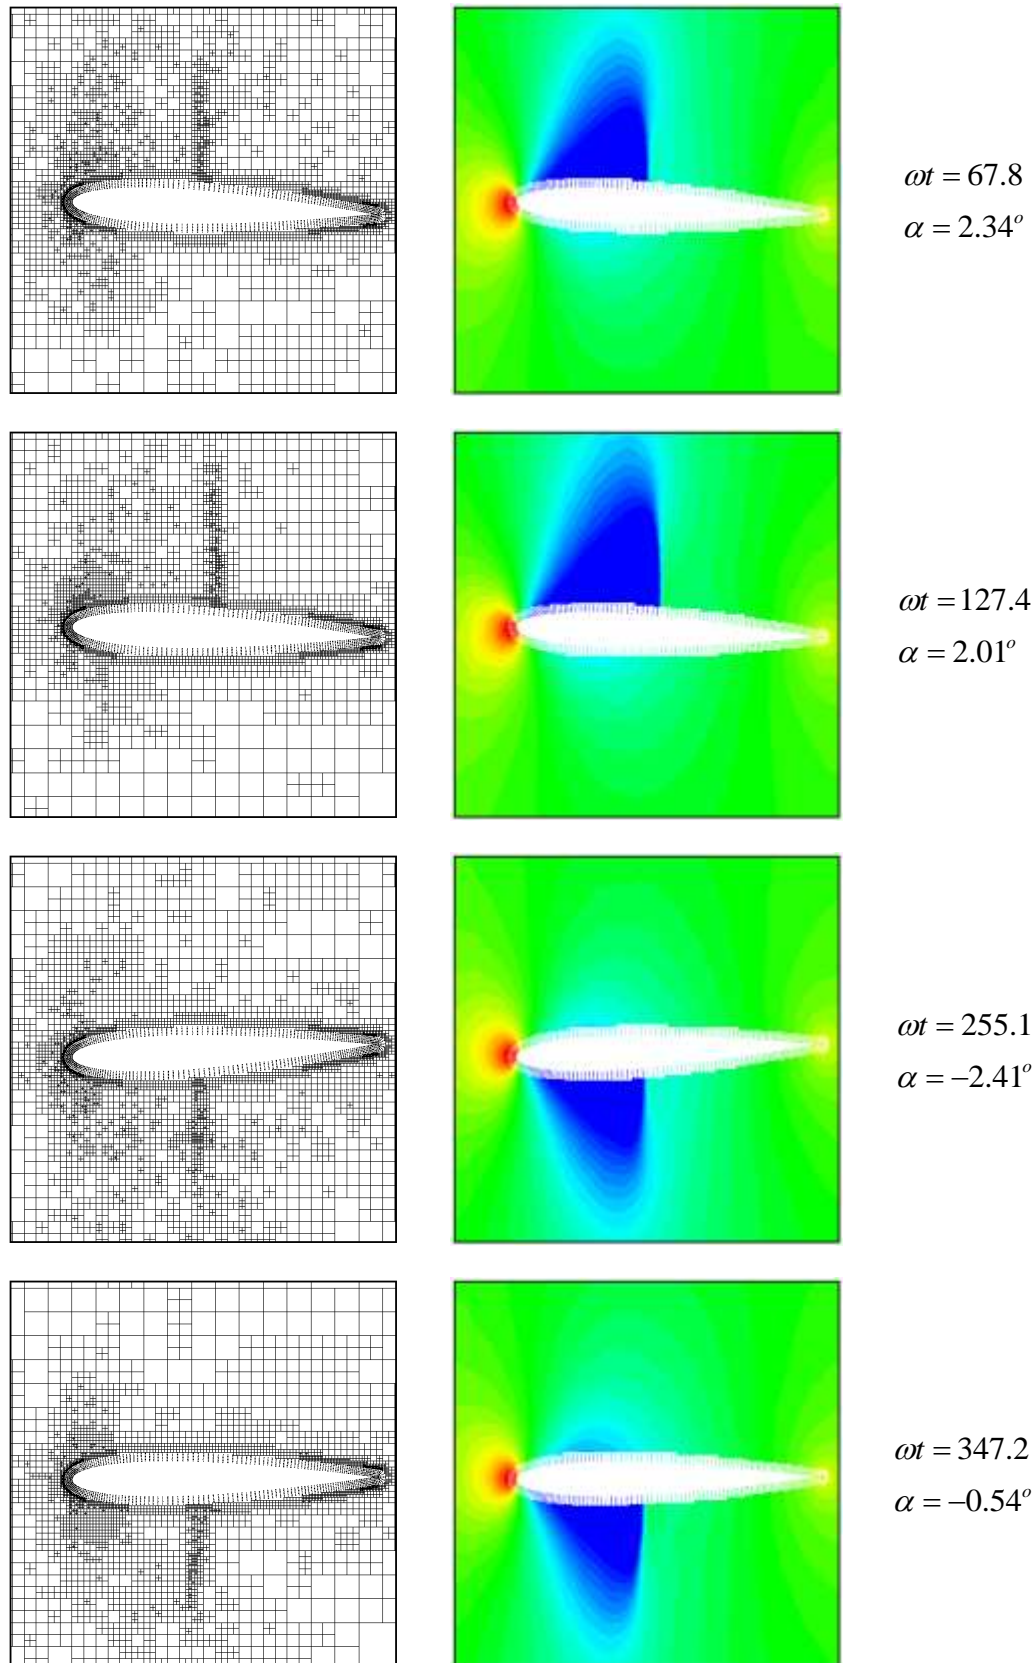 ωt = 67.8
α = 2.34°
ωt = 127.4
α = 2.01°
ωt = 255.1
α = −2.41°
ωt = 347.2
α = −0.54°